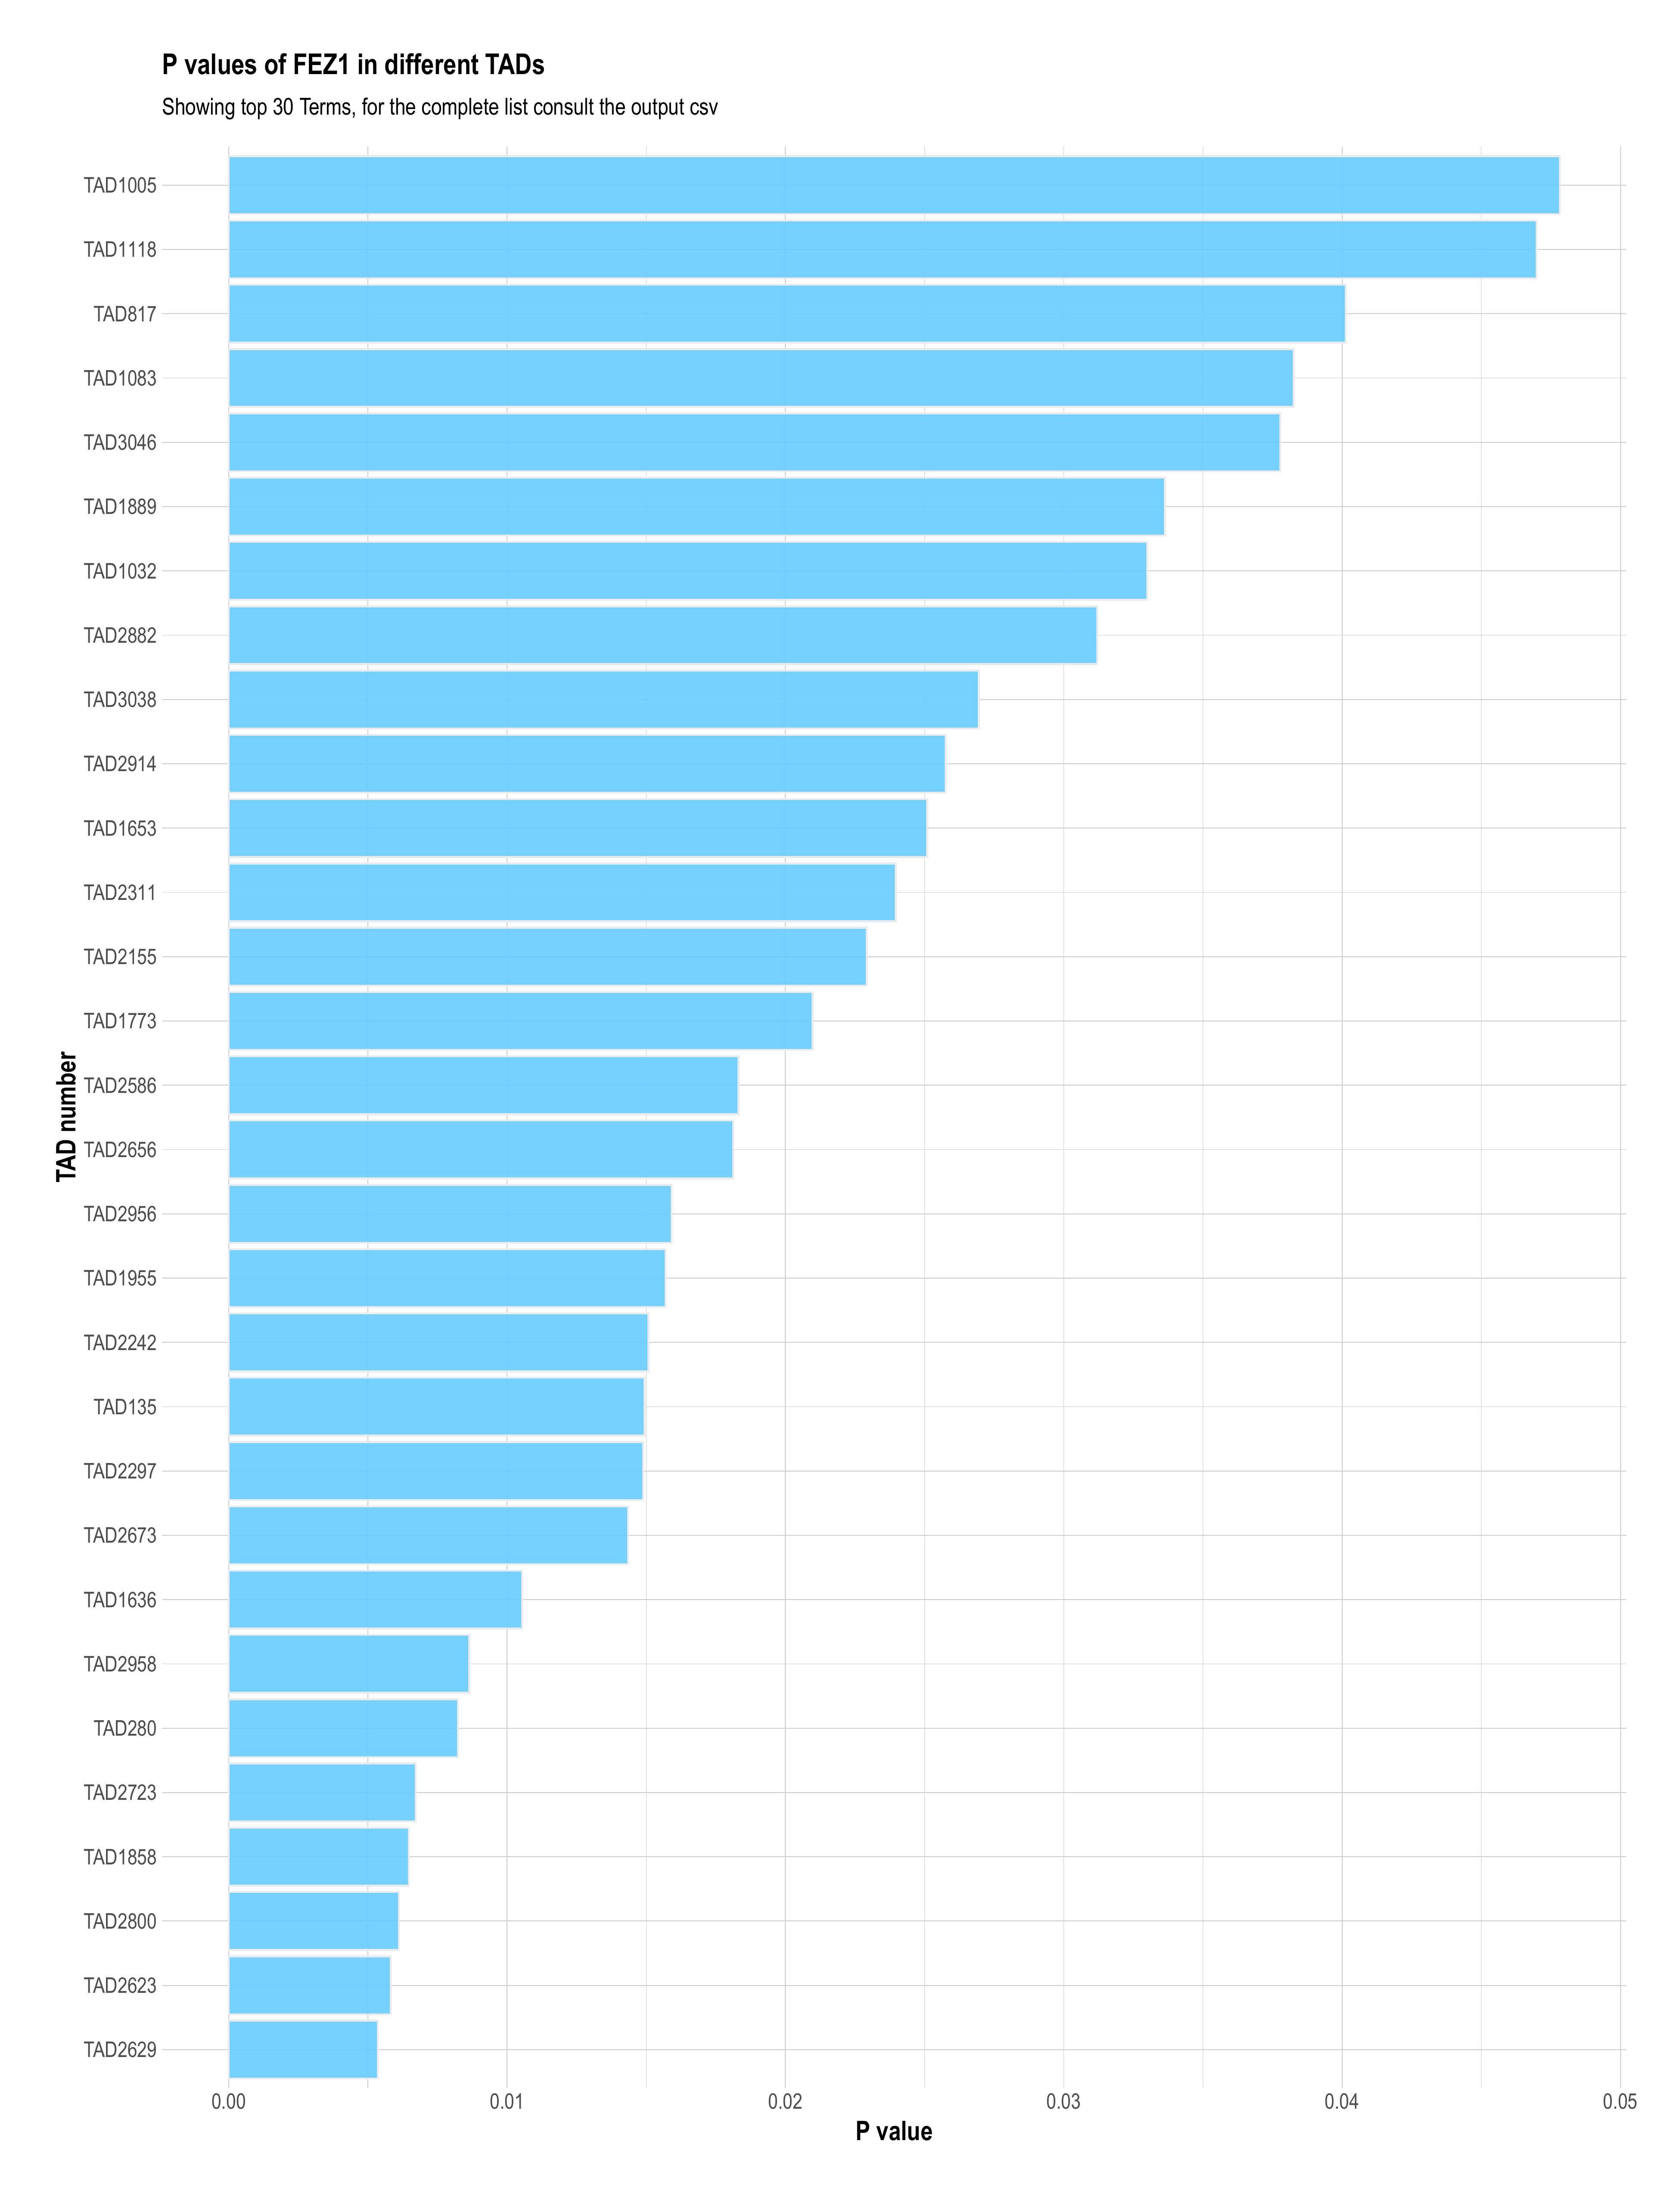 P values of FEZ1 in different TADs
Showing top 30 Terms, for the complete list consult the output csv
TAD number
TAD1005
TAD1118
TAD817
TAD1083
TAD3046
TAD1889
TAD1032
TAD2882
TAD3038
TAD2914
TAD1653
TAD2311
TAD2155
TAD1773
TAD2586
TAD2656
TAD2956
TAD1955
TAD2242
TAD135
TAD2297
TAD2673
TAD1636
TAD2958
TAD280
TAD2723
TAD1858
TAD2800
TAD2623
TAD2629
0.00 0.01 0.02 0.03 0.04 0.05
P value